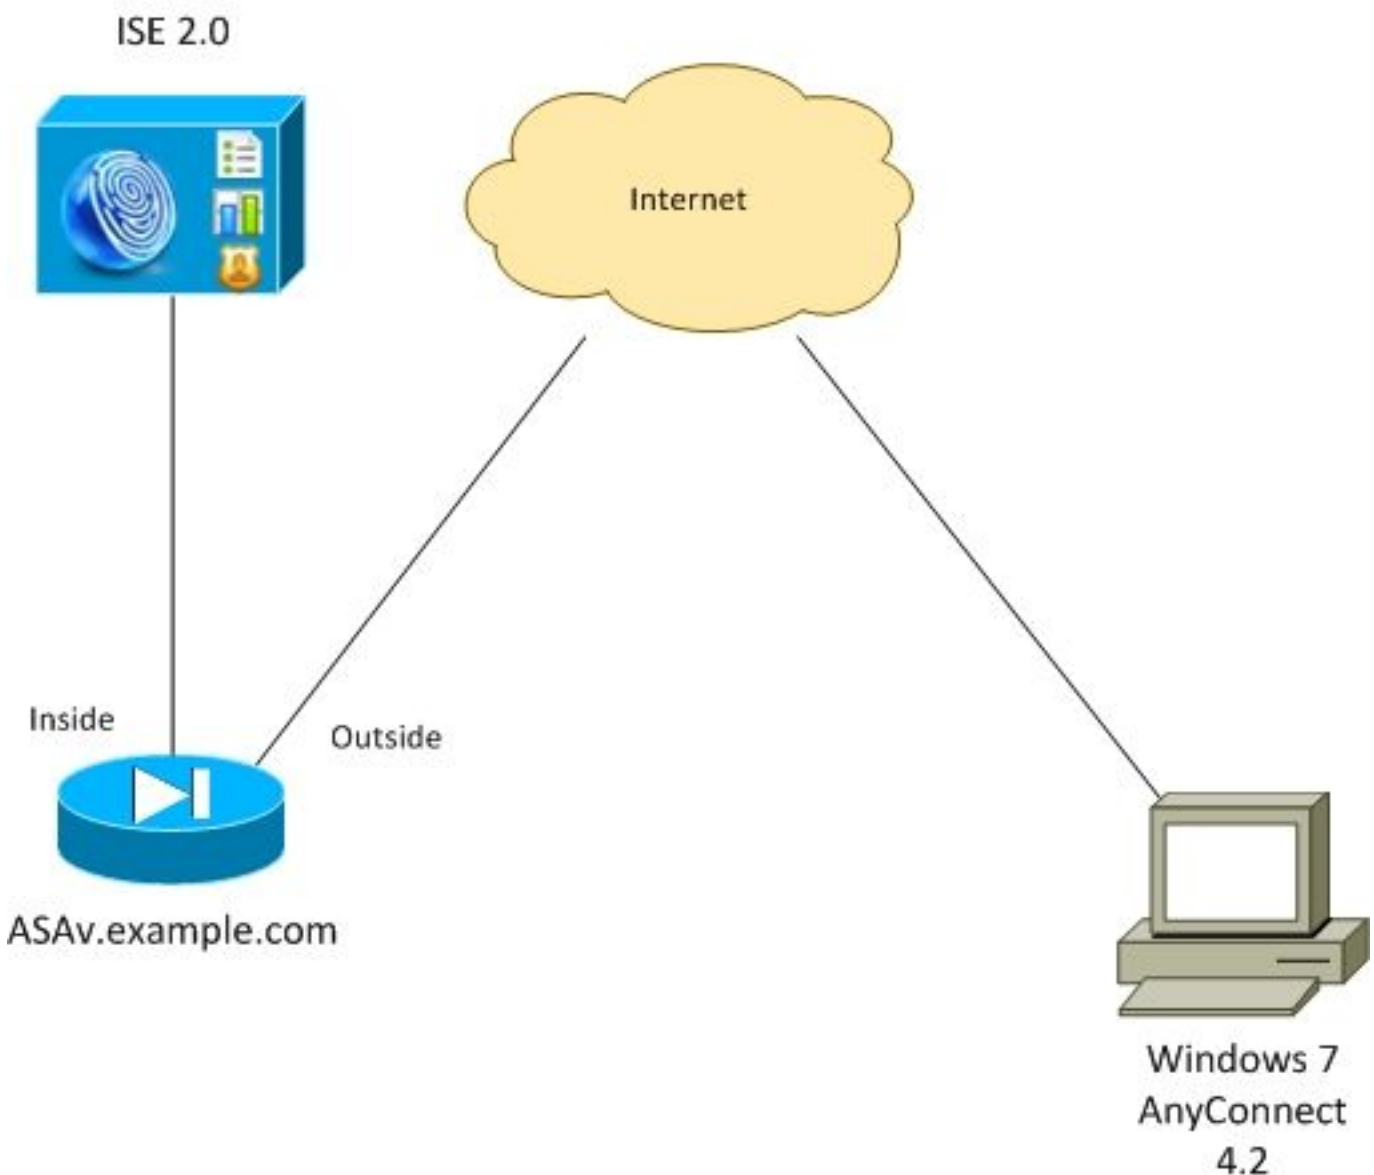 ISE 2.0
Internet
Inside
Outside
ASAv.example.com
Windows 7
AnyConnect
4.2